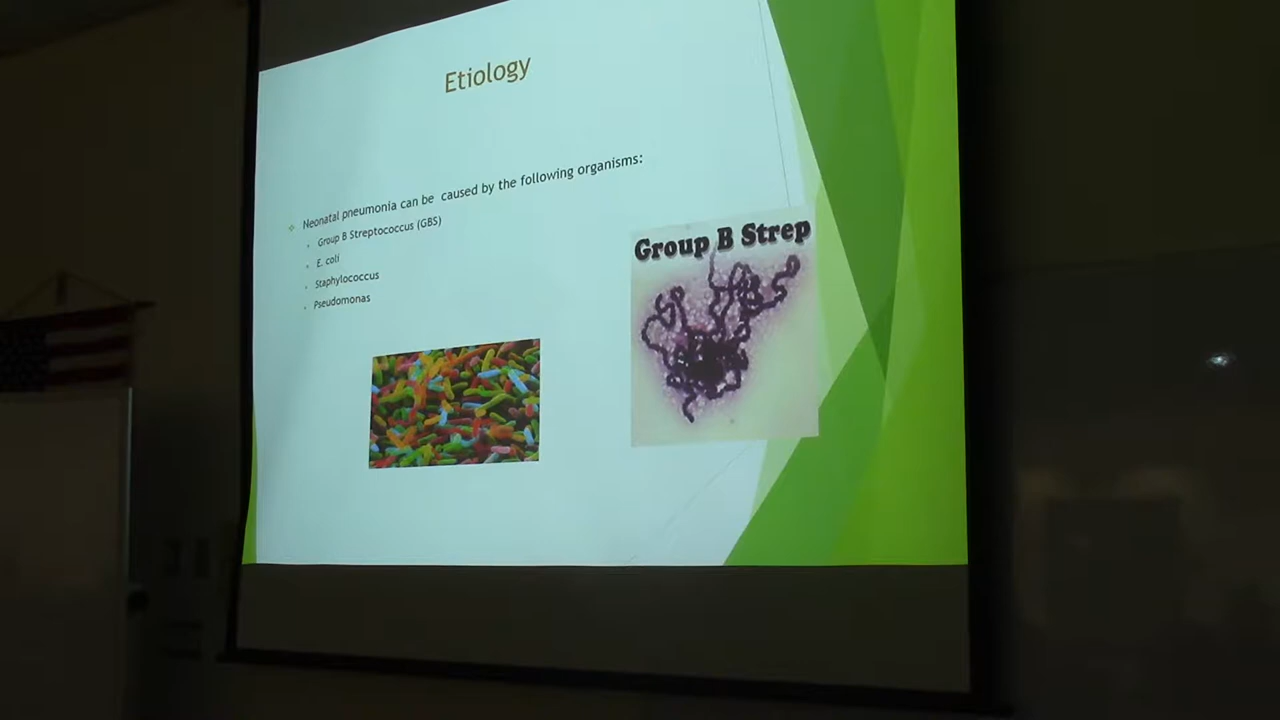 Etiology
Neonatal pneumonia can be caused by the following organisms:
Group B Streptococcus (GBS)
E. coli
Staphylococcus
Pseudomonas
Group B Strep